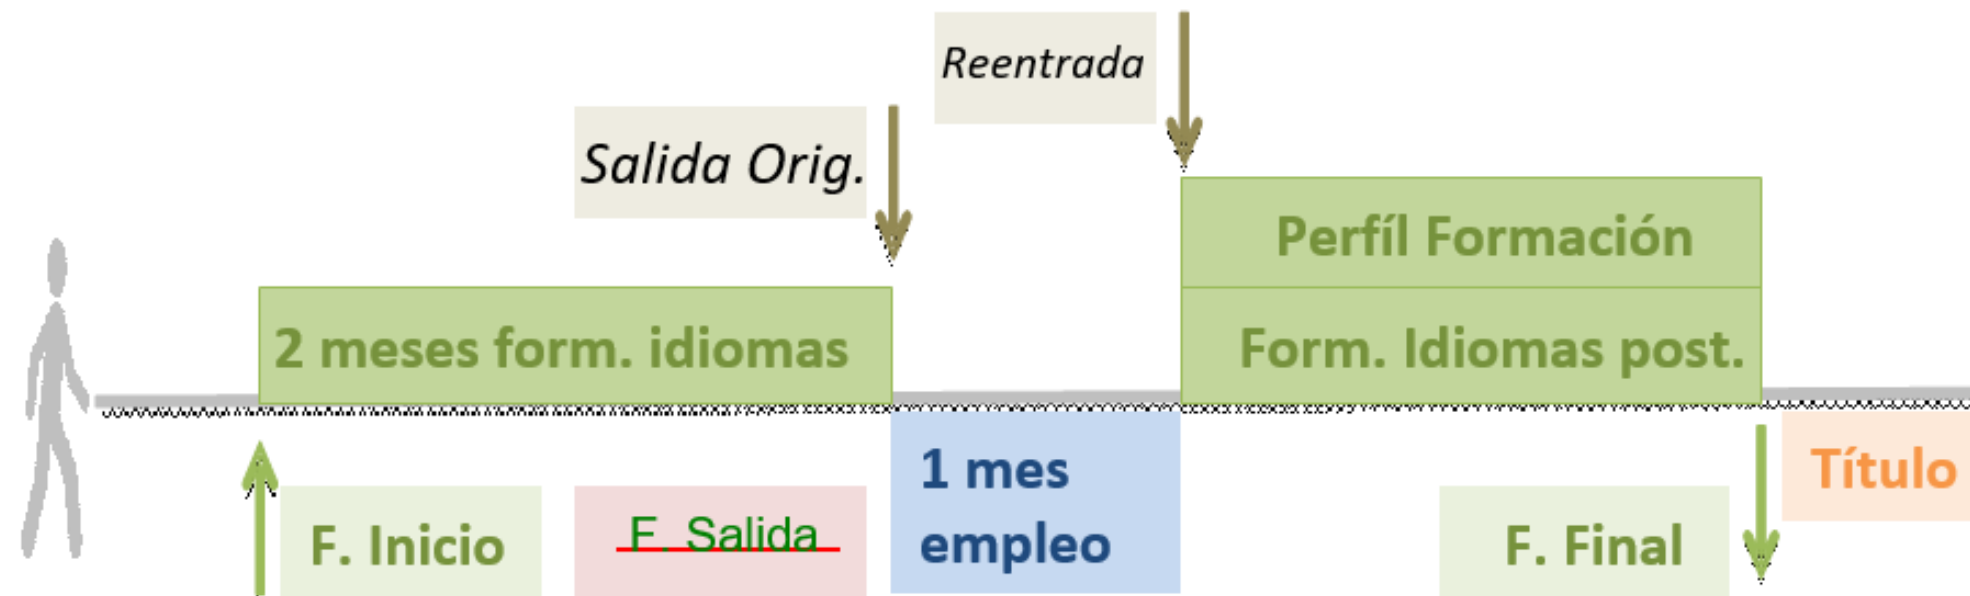 Reentrada
Salida Orig.
Perfíl Formación
2 meses form. idiomas
Form. Idiomas post.
F. Inicio
F. Salida
1 mes
empleo
F. Final
Título